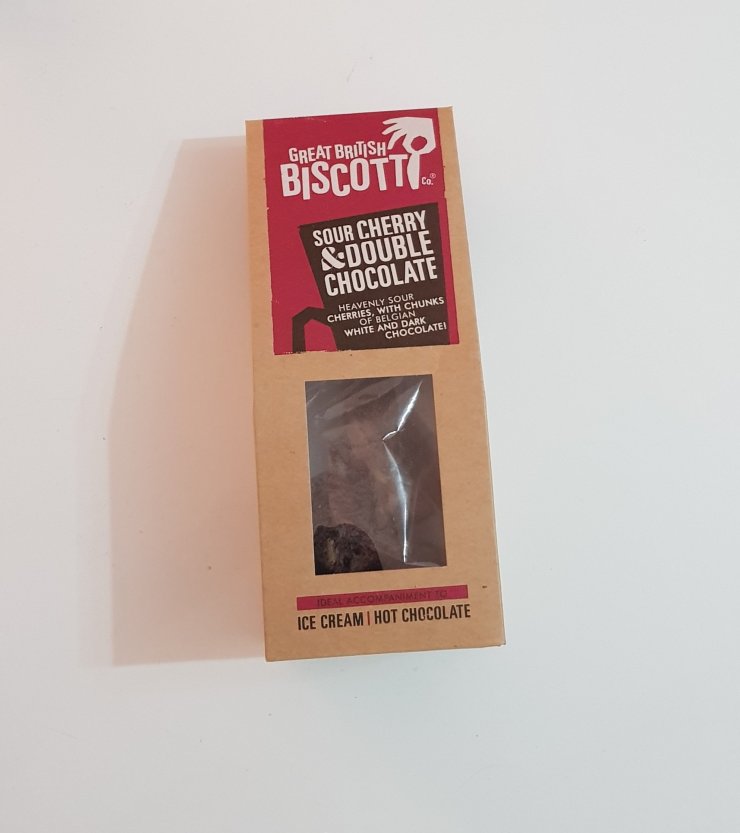 GREAT BRITISH
BISCOTTI
Co.®
SOUR CHERRY
& DOUBLE
CHOCOLATE
HEAVENLY SOUR
CHERRIES, WITH CHUNKS
OF BELGIAN
WHITE AND DARK
CHOCOLATE!
IDEAL ACCOMPANIMENT TO
ICE CREAM | HOT CHOCOLATE